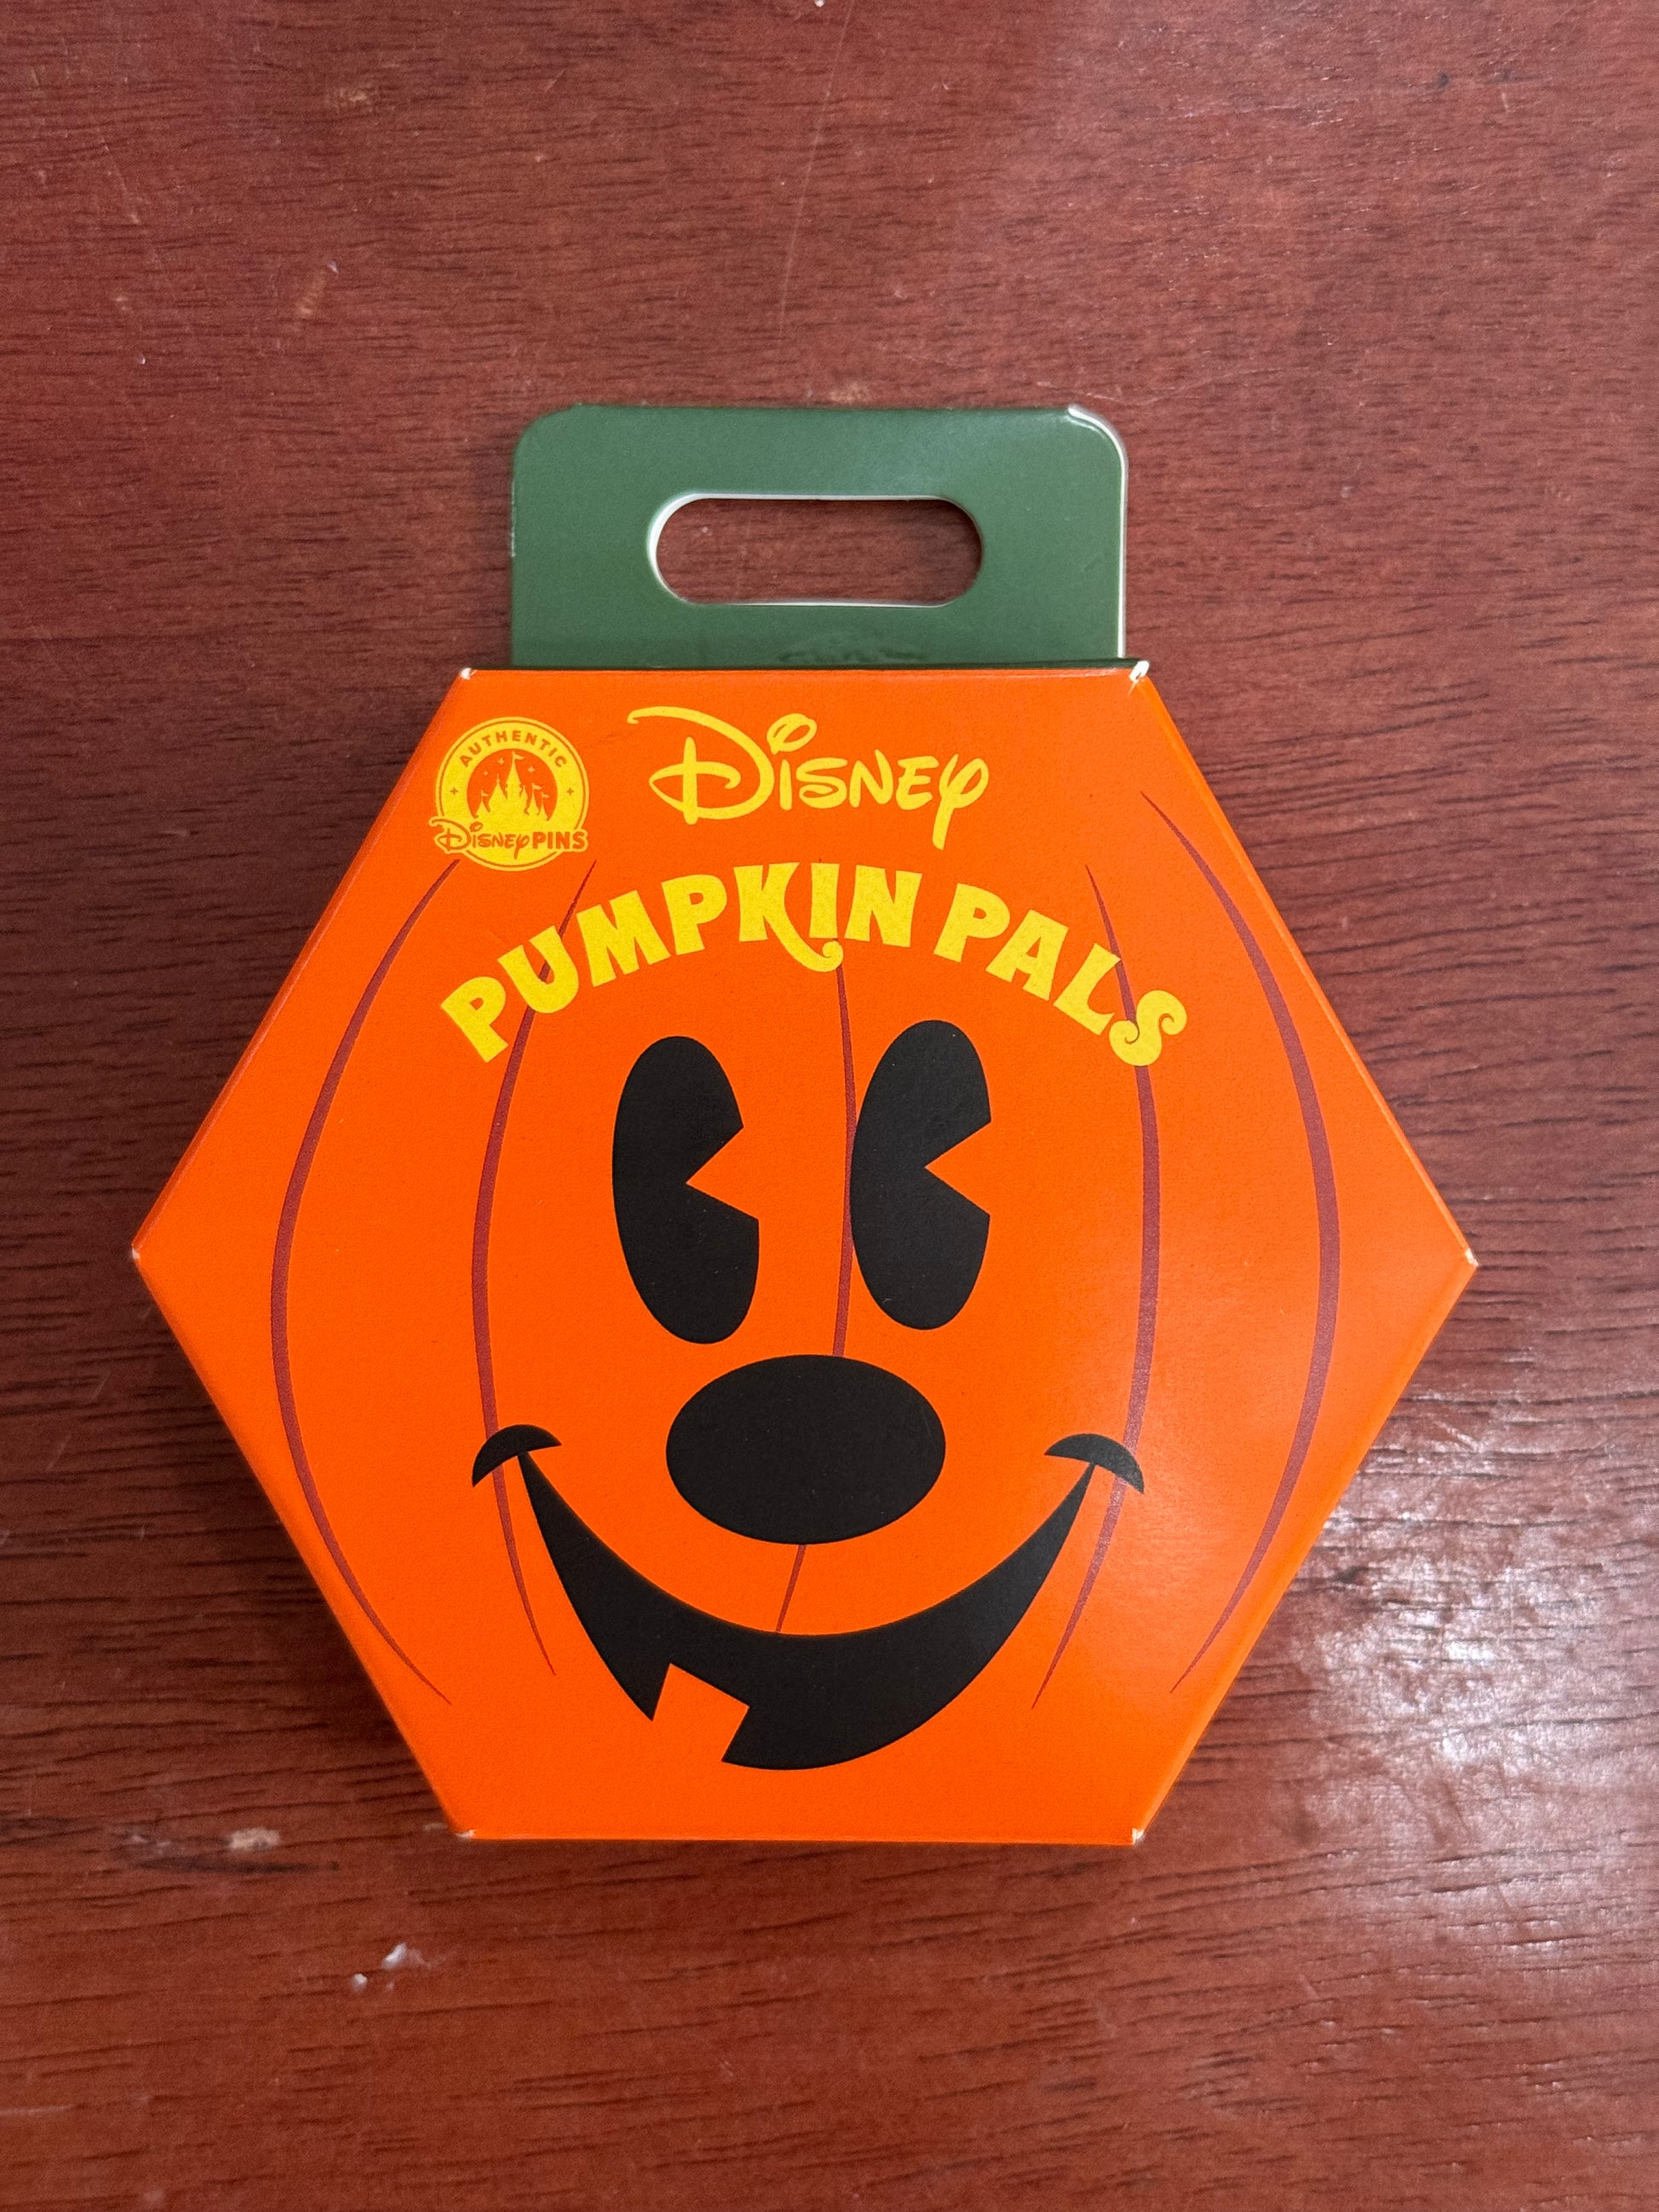 AUTHENTIC
Disney PINS
Disney
PUMPKIN PALS